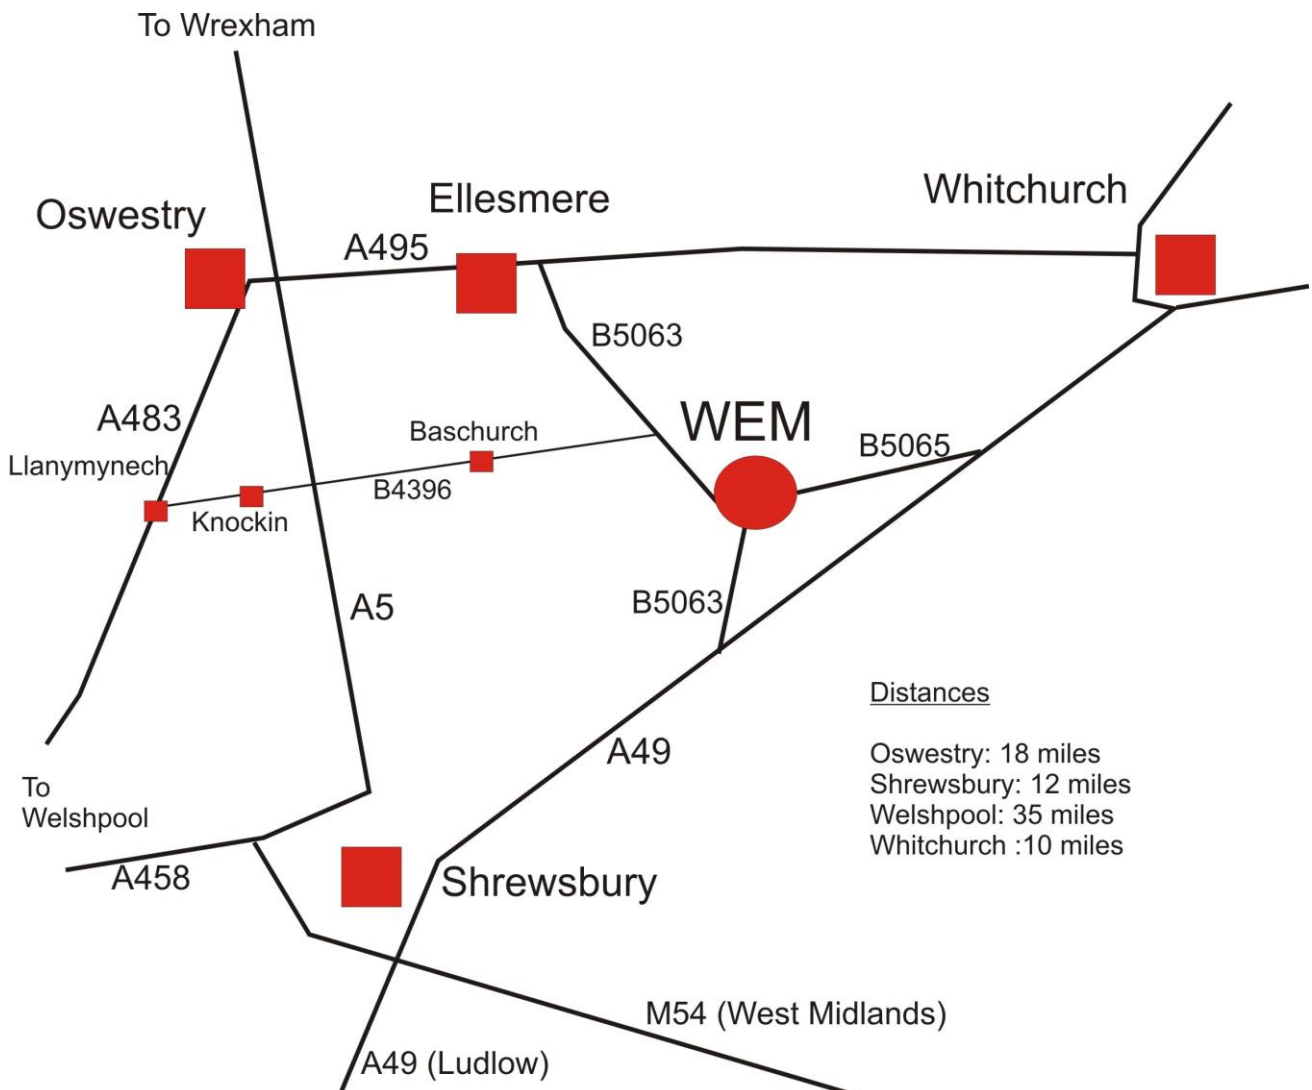 To Wrexham
Whitchurch
Ellesmere
Oswestry
A495
B5063
WEM
A483
Baschurch
B5065
Llanymynech
B4396
Knockin
B5063
A5
Distances
A49
Oswestry: 18 miles
Shrewsbury: 12 miles
Welshpool: 35 miles
Whitchurch :10 miles
To
Welshpool
A458
Shrewsbury
M54 (West Midlands)
A49 (Ludlow)